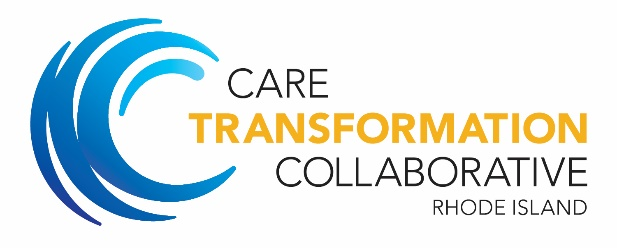 CARE
TRANSFORMATION
COLLABORATIVE
RHODE ISLAND